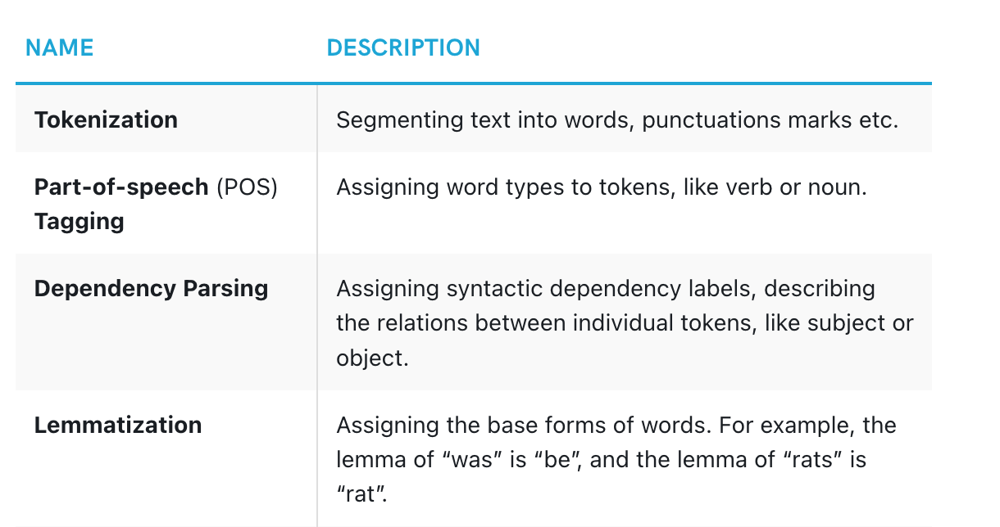 NAME DESCRIPTION
Tokenization Segmenting text into words, punctuations marks etc.
Part-of-speech (POS) Assigning word types to tokens, like verb or noun.
Tagging
Dependency Parsing Assigning syntactic dependency labels, describing
the relations between individual tokens, like subject or
object.
Lemmatization Assigning the base forms of words. For example, the
lemma of “was” is “be”, and the lemma of “rats” is
“rat”.